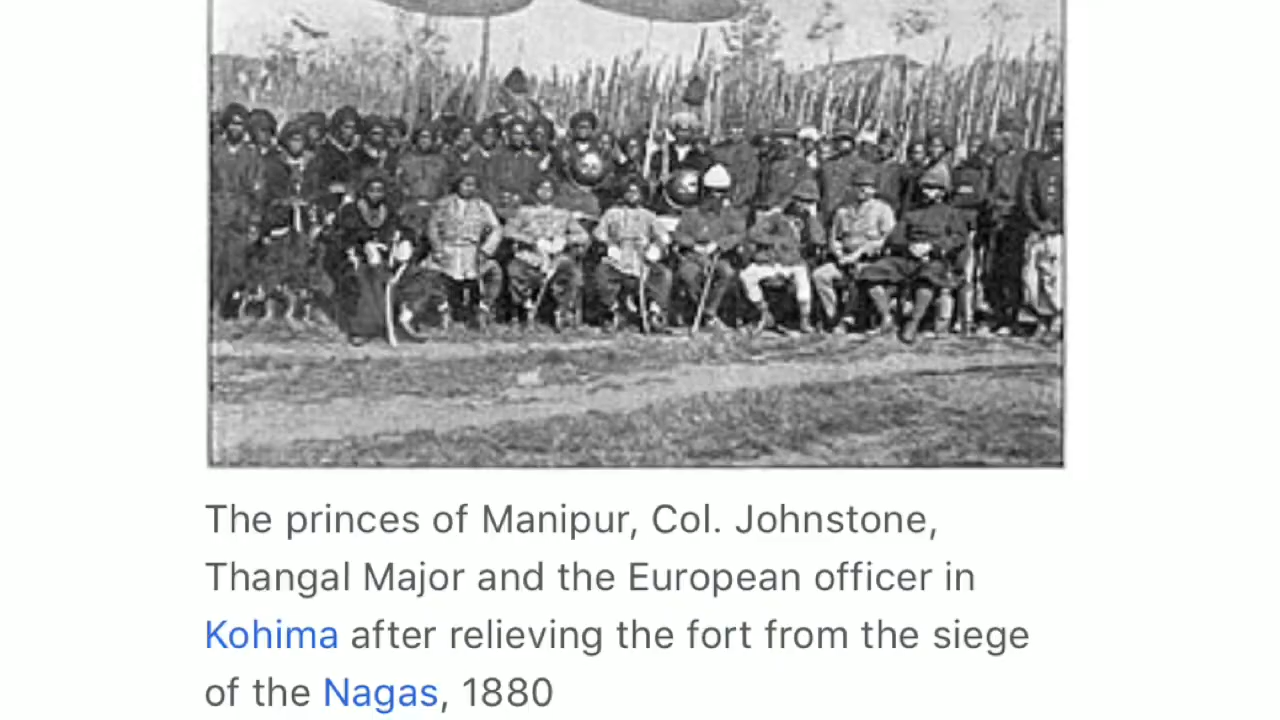 The princes of Manipur, Col. Johnstone,
Thangal Major and the European officer in
Kohima after relieving the fort from the siege
of the Nagas, 1880